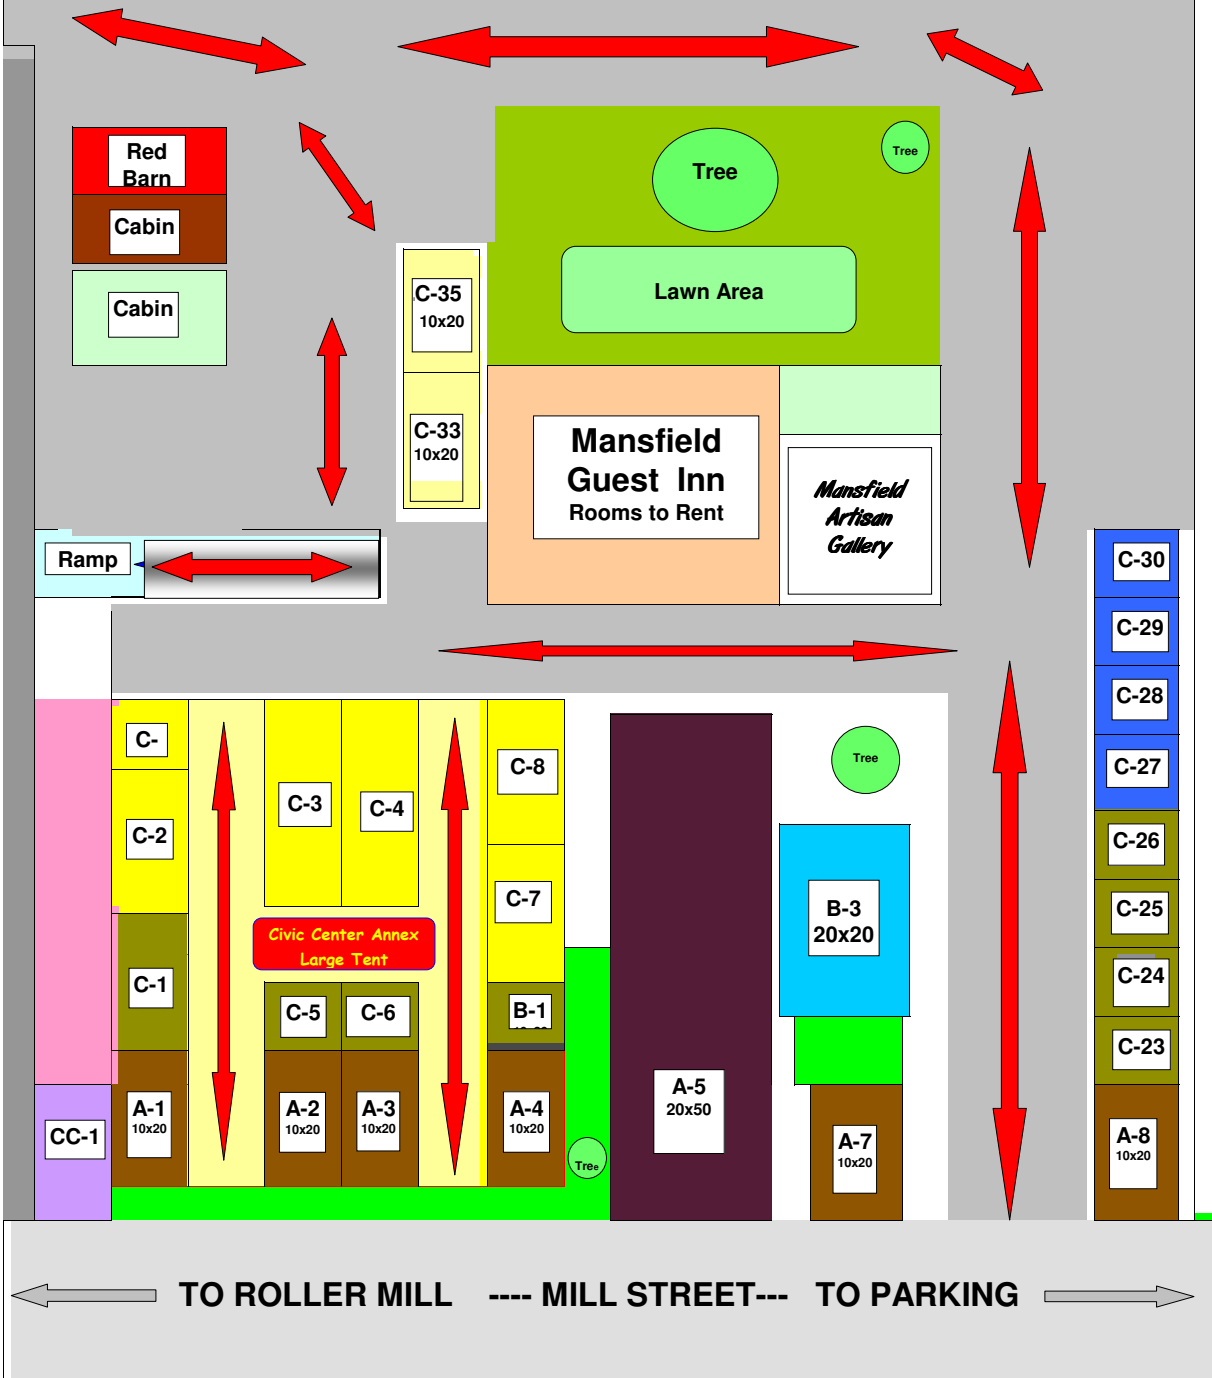 Red
Barn
Cabin
Cabin
Tree
Tree
Lawn Area
C-35
10x20
C-33
10x20
Mansfield
Guest Inn
Rooms to Rent
Mansfield
Artisan
Gallery
Ramp
C-30
C-29
C-28
C-27
C-26
C-25
C-24
C-23
A-8
10x20
C-
C-2
C-1
C-3
C-4
C-8
C-7
Civic Center Annex
Large Tent
C-5
C-6
B-1
CC-1
A-1
10x20
A-2
10x20
A-3
10x20
A-4
10x20
Tree
A-5
20x50
Tree
B-3
20x20
A-7
10x20
TO ROLLER MILL ---- MILL STREET--- TO PARKING